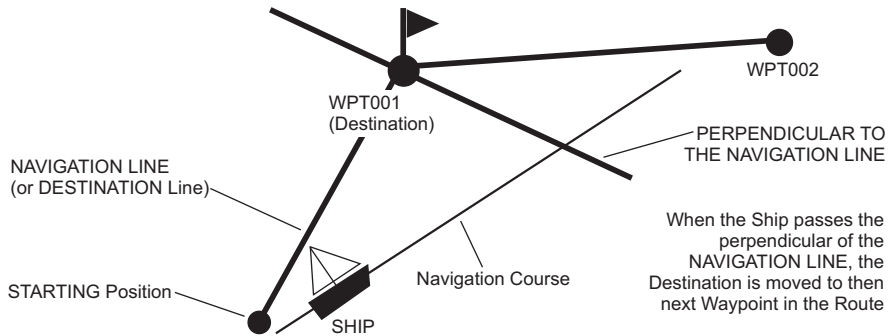 WPT002
WPT001
(Destination)
PERPENDICULAR TO
THE NAVIGATION LINE
NAVIGATION LINE
(or DESTINATION Line)
When the Ship passes the
perpendicular of the
NAVIGATION LINE, the
Destination is moved to then
next Waypoint in the Route
Navigation Course
STARTING Position
SHIP